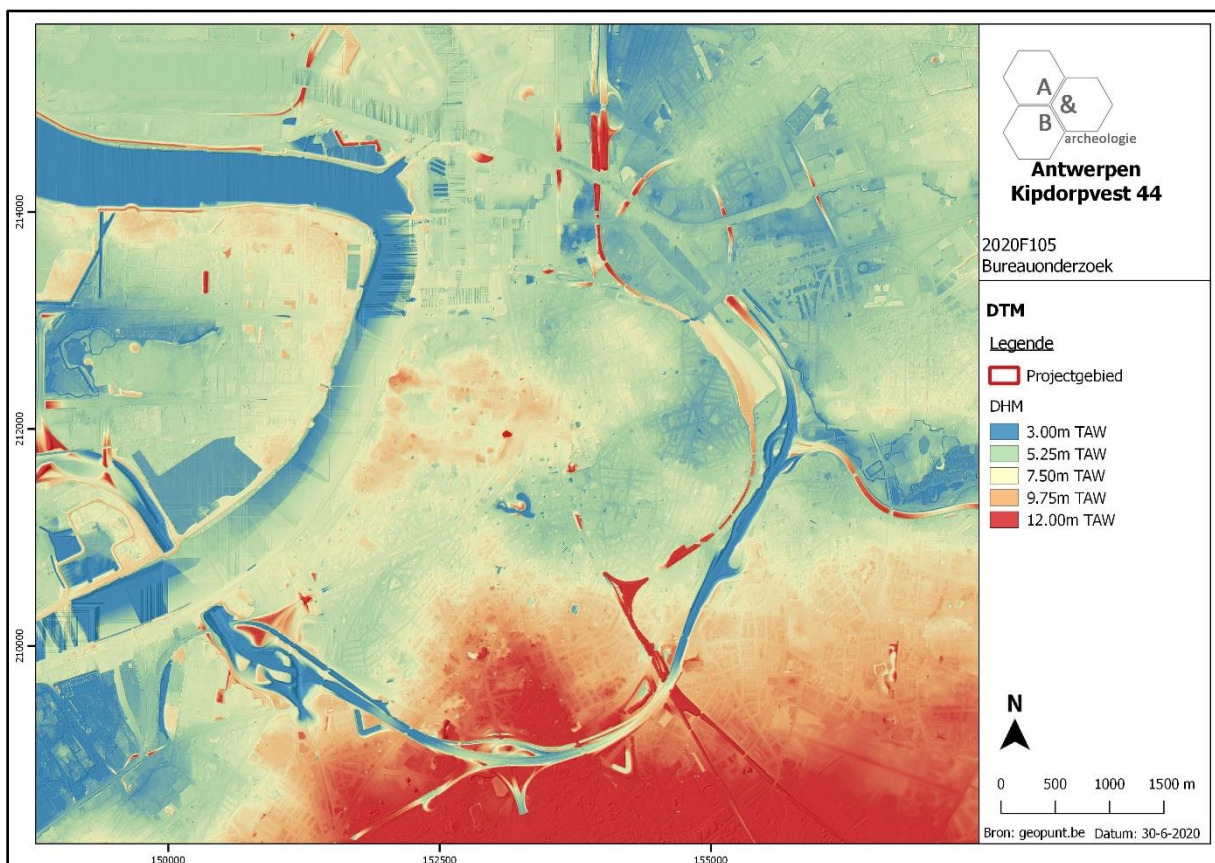 A
&
B
archeologie
Antwerpen
Kipdorpvest 44
2020F105
Bureauonderzoek
DTM
Legende
Projectgebied
DHM
3.00m TAW
5.25m TAW
7.50m TAW
9.75m TAW
12.00m TAW
N
0 500 1000 1500 m
Bron: geopunt.be Datum: 30-6-2020
214000
212000
210000
150000 152500 155000